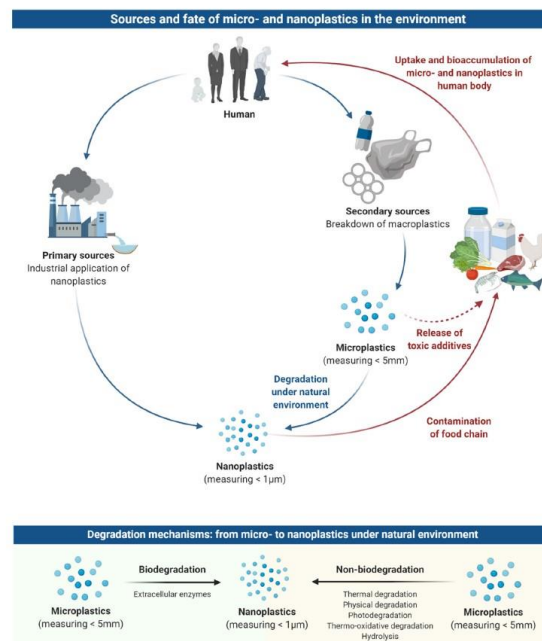 Sources and fate of micro- and nanoplastics in the environment
Uptake and bioaccumulation of
micro- and nanoplastics in
human body
Human
Secondary sources
Breakdown of macroplastics
Primary sources
Industrial application of
nanoplastics
Microplastics
(measuring < 5mm)
Release of
toxic additives
Degradation
under natural
environment
Contamination
of food chain
Nanoplastics
(measuring < 1µm)
Degradation mechanisms: from micro- to nanoplastics under natural environment
Biodegradation
Extracellular enzymes
Non-biodegradation
Thermal degradation
Physical degradation
Photodegradation
Thermo-oxidative degradation
Hydrolysis
Microplastics
(measuring < 5mm)
Nanoplastics
(measuring < 1µm)
Microplastics
(measuring < 5mm)